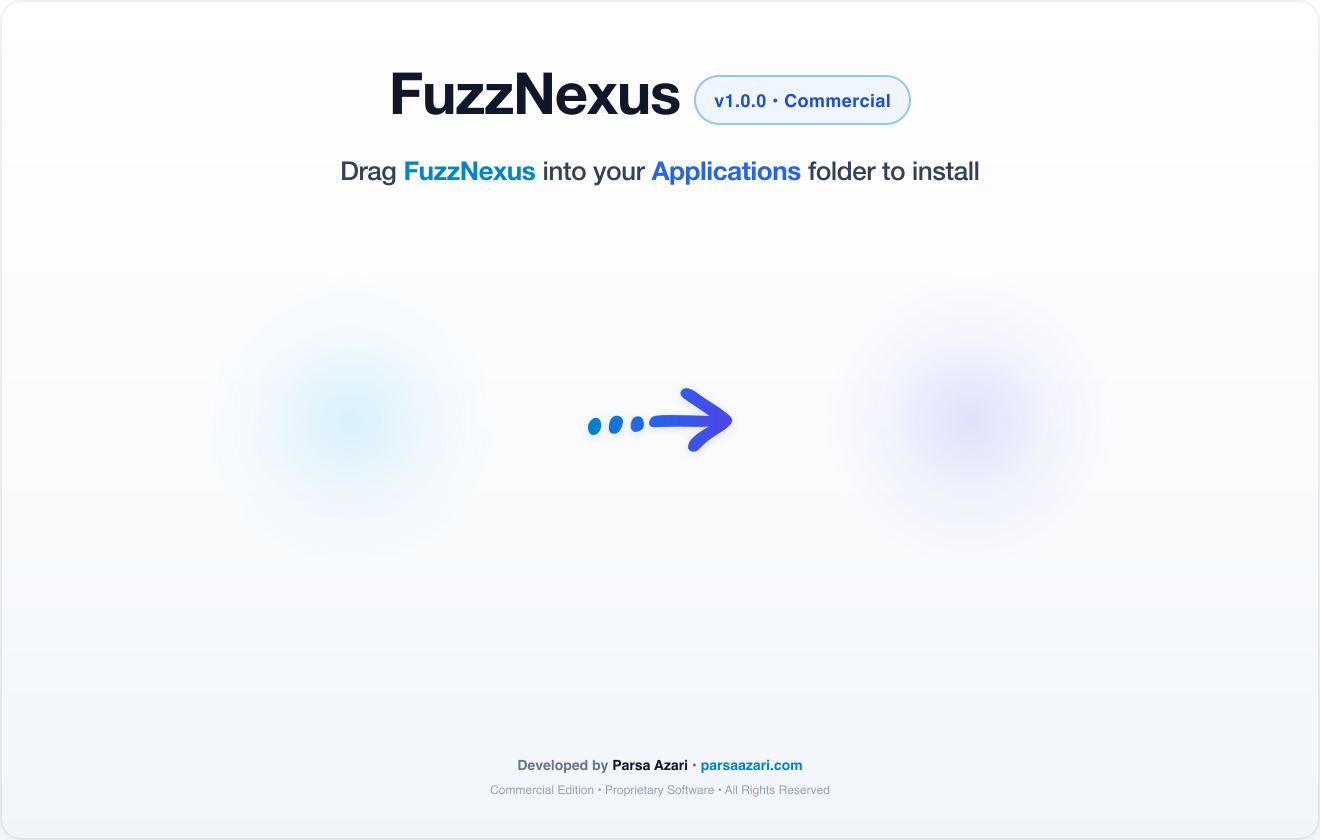 FuzzNexus v1.0.0 • Commercial
Drag FuzzNexus into your Applications folder to install
Developed by Parsa Azari • parsaazari.com
Commercial Edition • Proprietary Software • All Rights Reserved